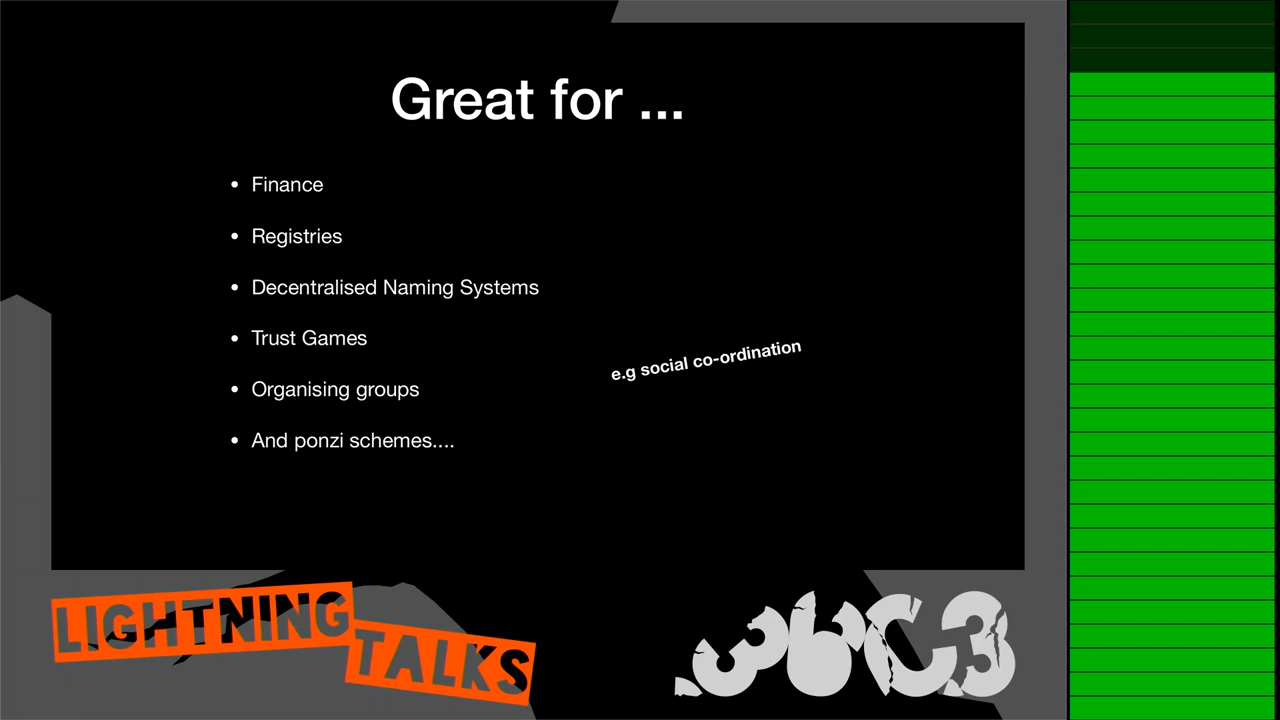 Great for ...
• Finance
• Registries
• Decentralised Naming Systems
• Trust Games
e.g social co-ordination
• Organising groups
• And ponzi schemes....
LIGHTNING
TALKS
36C3